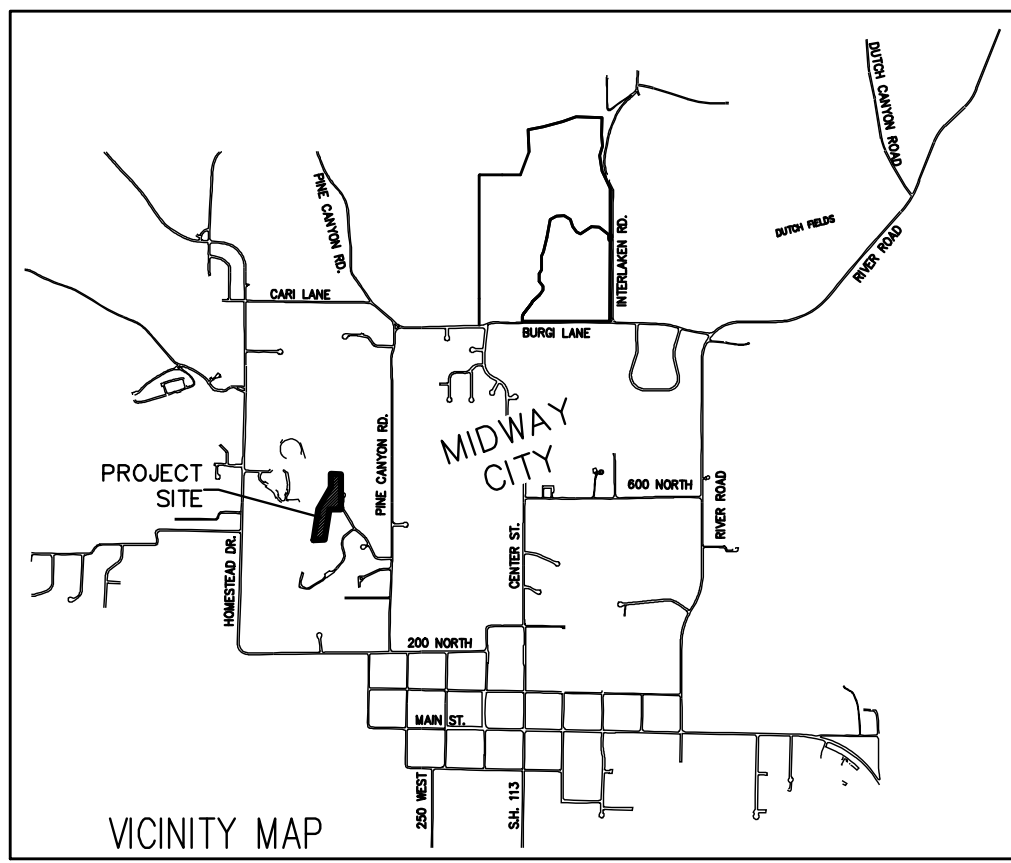 DUTCH CANYON ROAD
PINE CANYON RD.
DUTCH FIELDS
INTERLAKEN RD.
RIVER ROAD
CARI LANE
BURGI LANE
MIDWAY
CITY
PINE CANYON RD.
PROJECT
SITE
600 NORTH
RIVER ROAD
CENTER ST.
HOMESTEAD DR.
200 NORTH
MAIN ST.
250 WEST
S.H. 113
VICINITY MAP